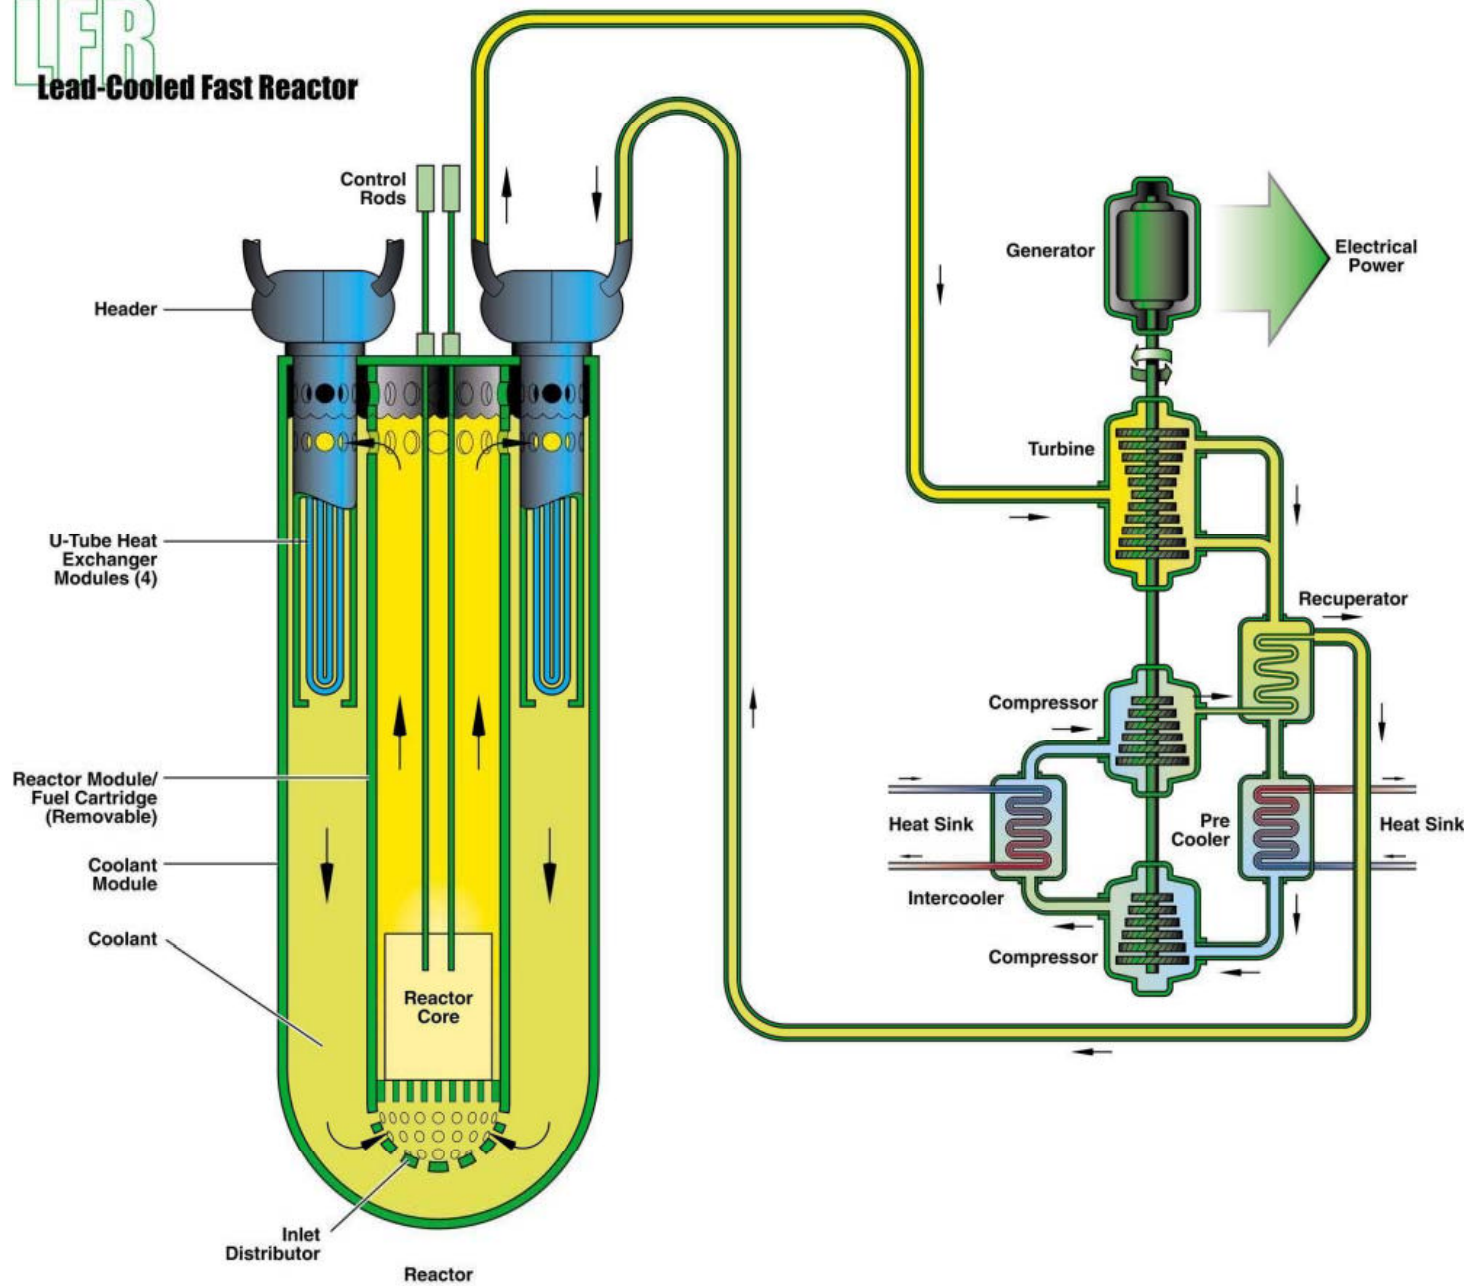 LFR
Lead-Cooled Fast Reactor
Control
Rods
Header
U-Tube Heat
Exchanger
Modules (4)
Reactor Module/
Fuel Cartridge
(Removable)
Coolant
Module
Coolant
Reactor
Core
Inlet
Distributor
Reactor
Generator
Electrical
Power
Turbine
Recuperator
Compressor
Heat Sink
Pre
Cooler
Heat Sink
Intercooler
Compressor